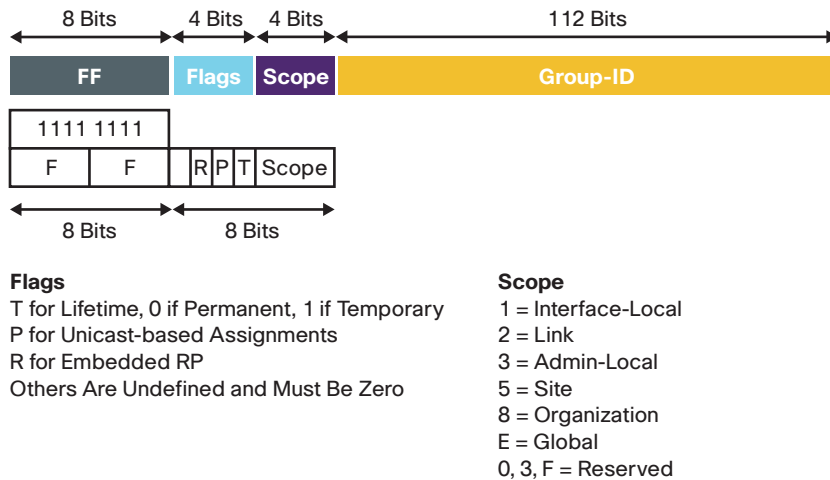 8 Bits 4 Bits 4 Bits 112 Bits
FF Flags Scope Group-ID
1111 1111
F F R P T Scope
8 Bits 8 Bits
Flags
T for Lifetime, 0 if Permanent, 1 if Temporary
P for Unicast-based Assignments
R for Embedded RP
Others Are Undefined and Must Be Zero
Scope
1 = Interface-Local
2 = Link
3 = Admin-Local
5 = Site
8 = Organization
E = Global
0, 3, F = Reserved